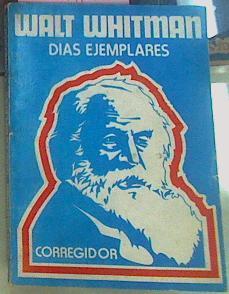 WALT WHITMAN
DIAS EJEMPLARES
CORREGIDOR